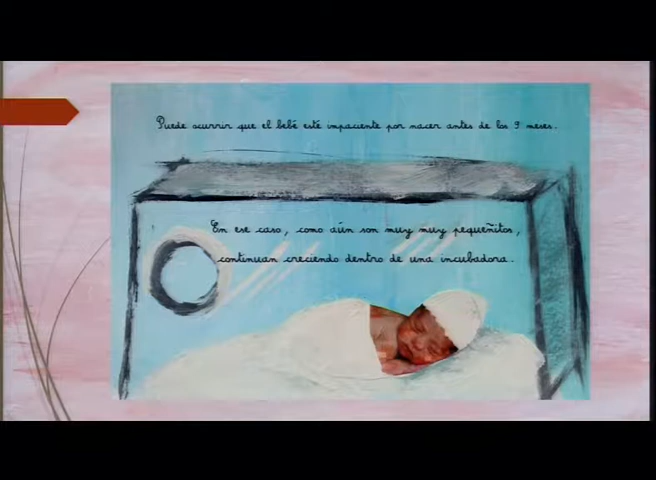 Puede ocurrir que el bebé esté impaciente por nacer antes de los 9 meses.
En ese caso, como aún son muy muy pequeñitos,
continuan creciendo dentro de una incubadora.